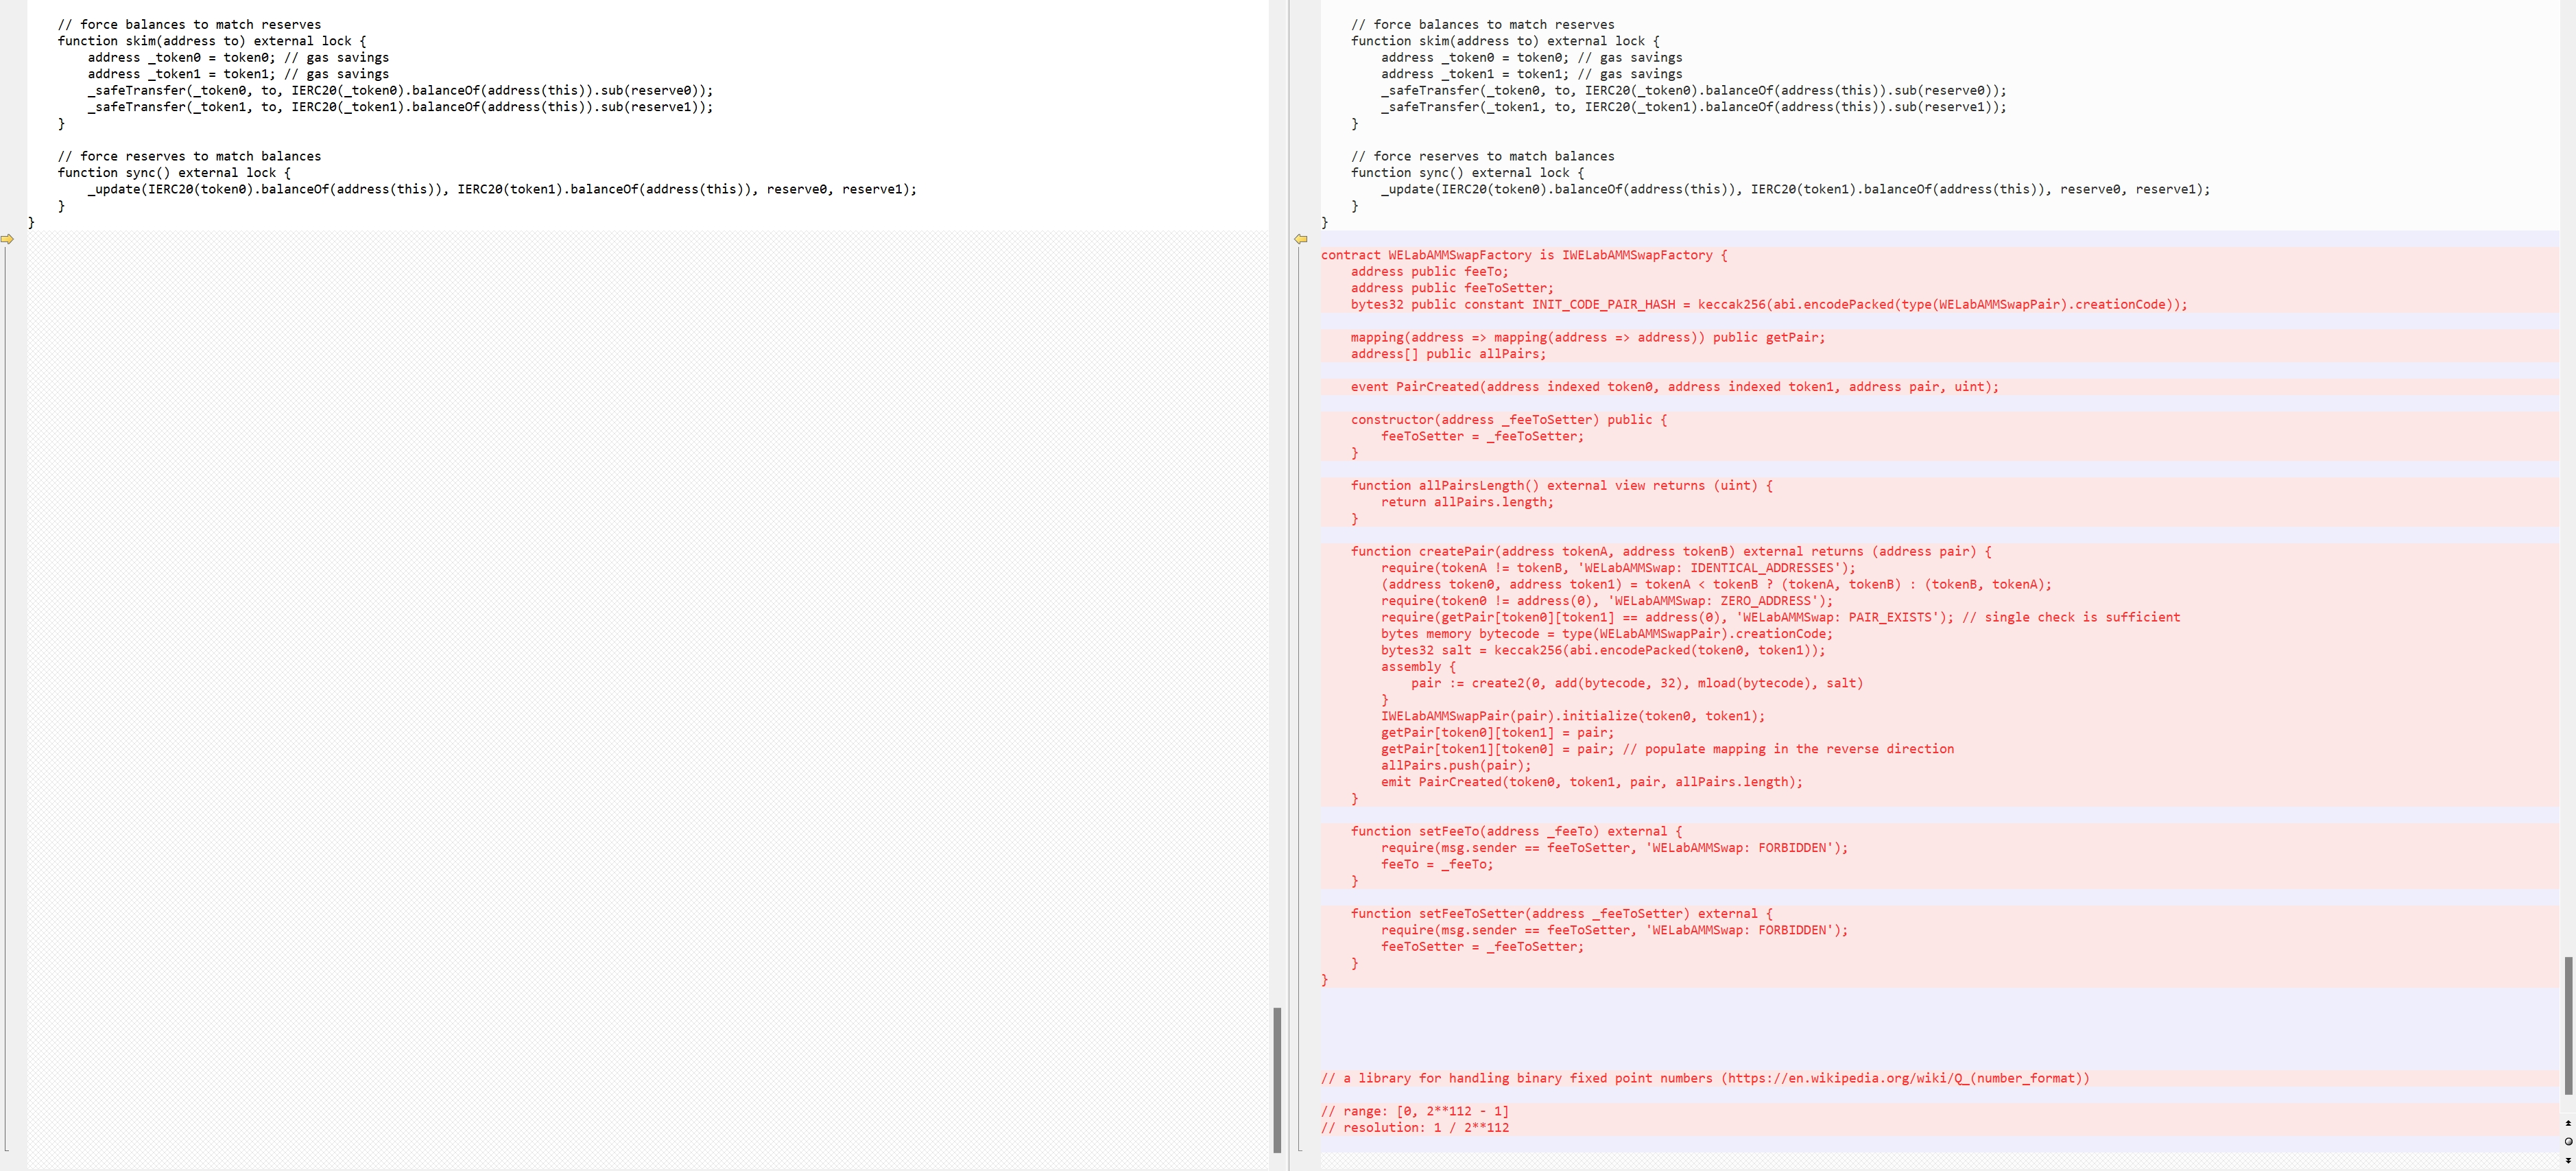 // force balances to match reserves
function skim(address to) external lock {
address _token0 = token0; // gas savings
address _token1 = token1; // gas savings
_safeTransfer(_token0, to, IERC20(_token0).balanceOf(address(this)).sub(reserve0));
_safeTransfer(_token1, to, IERC20(_token1).balanceOf(address(this)).sub(reserve1));
}
// force reserves to match balances
function sync() external lock {
_update(IERC20(token0).balanceOf(address(this)), IERC20(token1).balanceOf(address(this)), reserve0, reserve1);
}
}
// force balances to match reserves
function skim(address to) external lock {
address _token0 = token0; // gas savings
address _token1 = token1; // gas savings
_safeTransfer(_token0, to, IERC20(_token0).balanceOf(address(this)).sub(reserve0));
_safeTransfer(_token1, to, IERC20(_token1).balanceOf(address(this)).sub(reserve1));
}
// force reserves to match balances
function sync() external lock {
_update(IERC20(token0).balanceOf(address(this)), IERC20(token1).balanceOf(address(this)), reserve0, reserve1);
}
}
contract WELabAMMSwapFactory is IWELabAMMSwapFactory {
address public feeTo;
address public feeToSetter;
bytes32 public constant INIT_CODE_PAIR_HASH = keccak256(abi.encodePacked(type(WELabAMMSwapPair).creationCode));
mapping(address => mapping(address => address)) public getPair;
address[] public allPairs;
event PairCreated(address indexed token0, address indexed token1, address pair, uint);
constructor(address _feeToSetter) public {
feeToSetter = _feeToSetter;
}
function allPairsLength() external view returns (uint) {
return allPairs.length;
}
function createPair(address tokenA, address tokenB) external returns (address pair) {
require(tokenA != tokenB, 'WELabAMMSwap: IDENTICAL_ADDRESSES');
(address token0, address token1) = tokenA < tokenB ? (tokenA, tokenB) : (tokenB, tokenA);
require(token0 != address(0), 'WELabAMMSwap: ZERO_ADDRESS');
require(getPair[token0][token1] == address(0), 'WELabAMMSwap: PAIR_EXISTS'); // single check is sufficient
bytes memory bytecode = type(WELabAMMSwapPair).creationCode;
bytes32 salt = keccak256(abi.encodePacked(token0, token1));
assembly {
pair := create2(0, add(bytecode, 32), mload(bytecode), salt)
}
IWELabAMMSwapPair(pair).initialize(token0, token1);
getPair[token0][token1] = pair;
getPair[token1][token0] = pair; // populate mapping in the reverse direction
allPairs.push(pair);
emit PairCreated(token0, token1, pair, allPairs.length);
}
function setFeeTo(address _feeTo) external {
require(msg.sender == feeToSetter, 'WELabAMMSwap: FORBIDDEN');
feeTo = _feeTo;
}
function setFeeToSetter(address _feeToSetter) external {
require(msg.sender == feeToSetter, 'WELabAMMSwap: FORBIDDEN');
feeToSetter = _feeToSetter;
}
}
// a library for handling binary fixed point numbers (https://en.wikipedia.org/wiki/Q_(number_format))
// range: [0, 2**112 - 1]
// resolution: 1 / 2**112